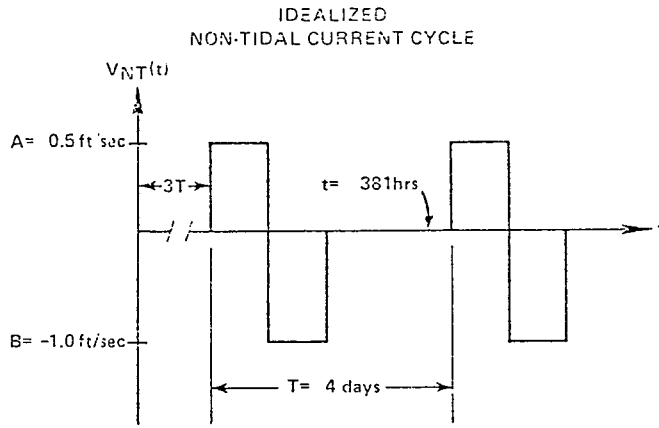 IDEALIZED
NON-TIDAL CURRENT CYCLE
VNT(t)
A= 0.5 ft/sec
3T
t= 381hrs
B= -1.0 ft/sec
T= 4 days